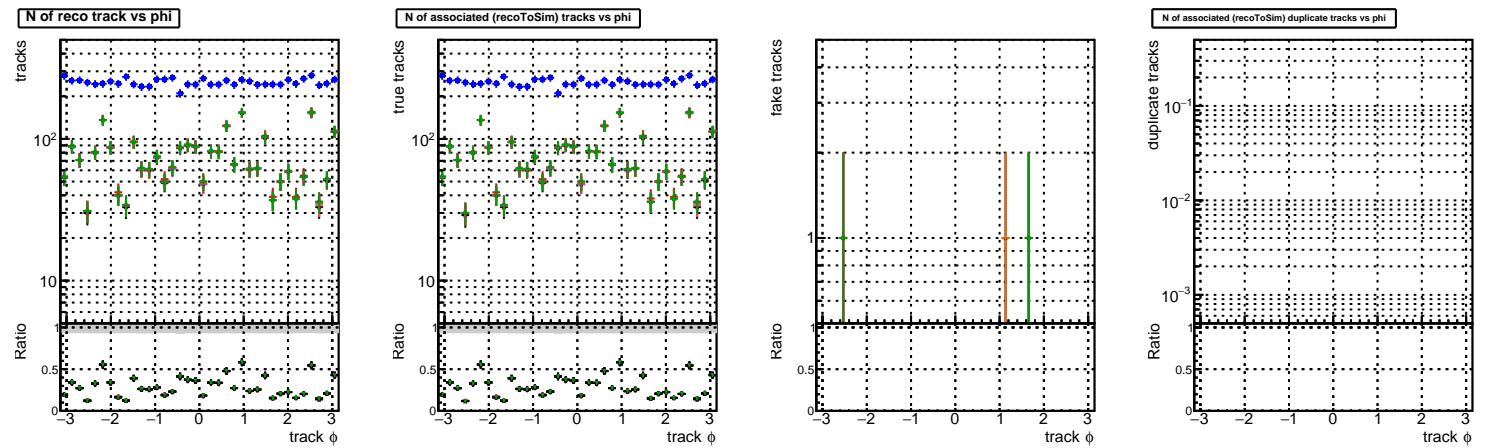 N of reco track vs phi
tracks
10²
10
Ratio
1
0.5
0
−3 −2 −1 0 1 2 3
track ϕ
N of associated (recoToSim) tracks vs phi
true tracks
10²
10
Ratio
1
0.5
0
−3 −2 −1 0 1 2 3
track ϕ
fake tracks
1
Ratio
1
0.5
0
−3 −2 −1 0 1 2 3
track ϕ
N of associated (recoToSim) duplicate tracks vs phi
duplicate tracks
10⁻¹
10⁻²
10⁻³
Ratio
1
0.5
0
−3 −2 −1 0 1 2 3
track ϕ